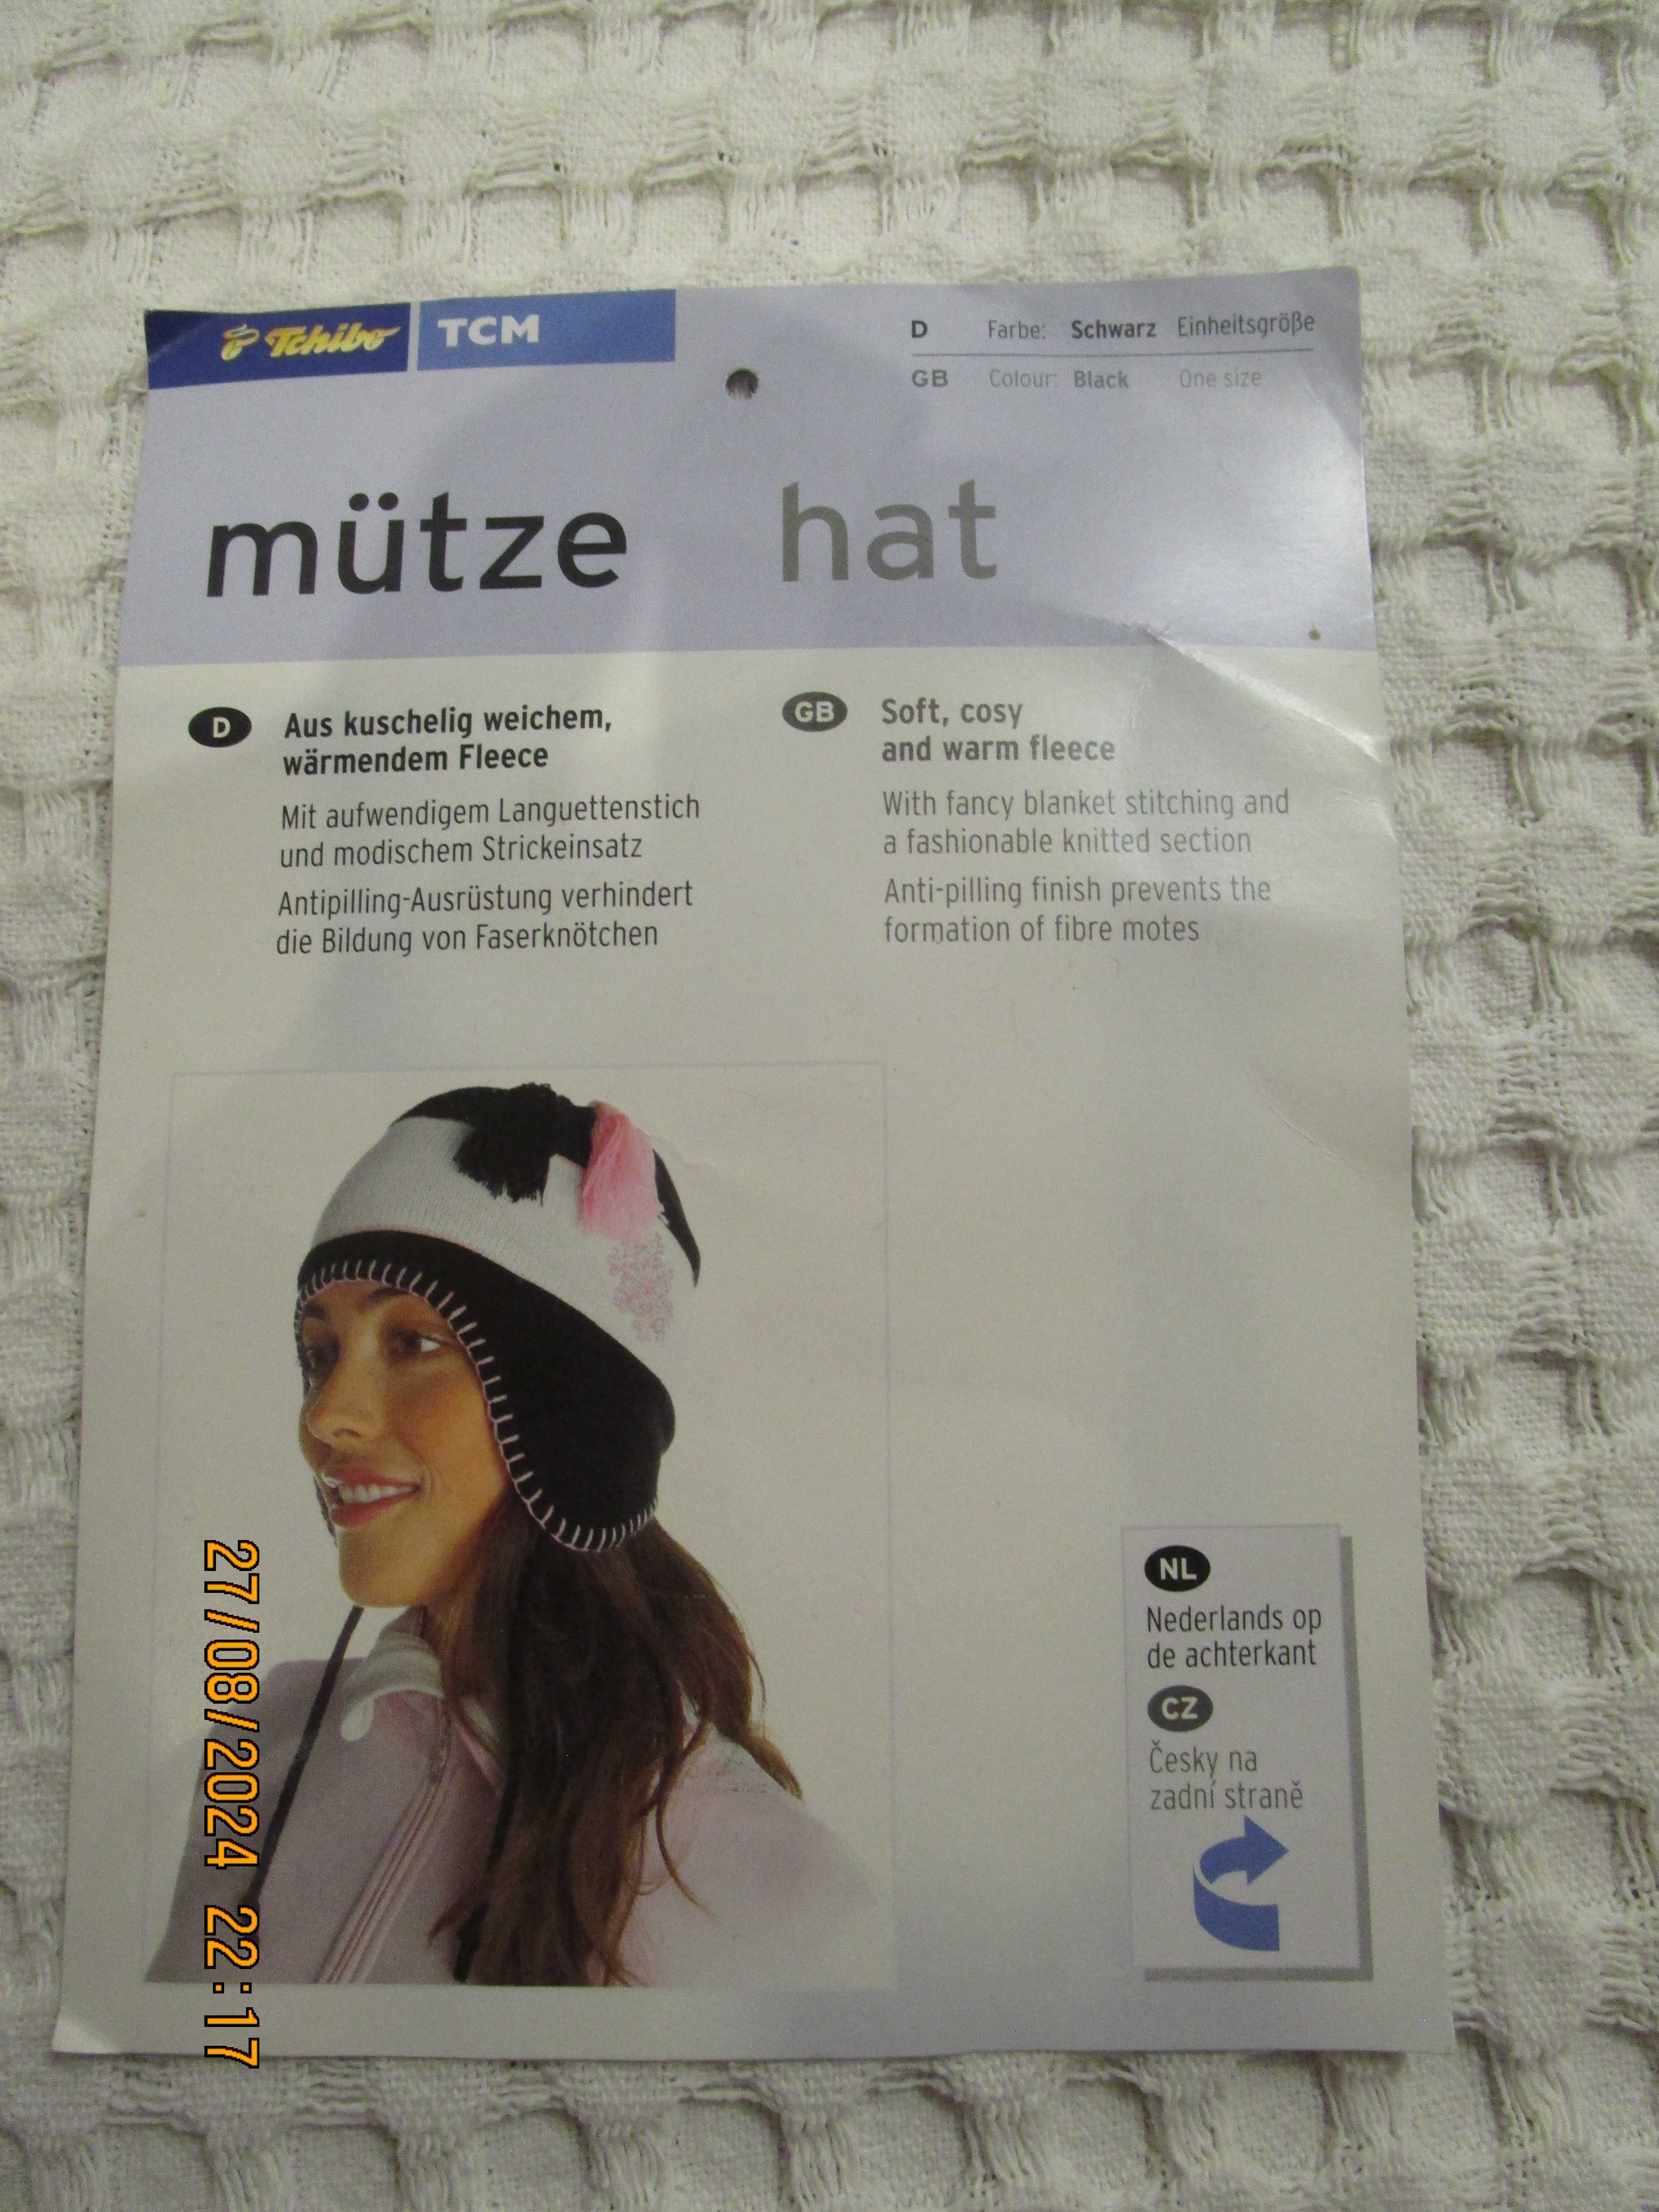 Tchibo TCM
D Farbe: Schwarz Einheitsgröße
GB Colour: Black One size
mütze hat
D Aus kuschelig weichem,
wärmendem Fleece
Mit aufwendigem Languettenstich
und modischem Strickeinsatz
Antipilling-Ausrüstung verhindert
die Bildung von Faserknötchen
GB Soft, cosy
and warm fleece
With fancy blanket stitching and
a fashionable knitted section
Anti-pilling finish prevents the
formation of fibre motes
NL
Nederlands op
de achterkant
CZ
Česky na
zadní straně
27/08/2024 22:17